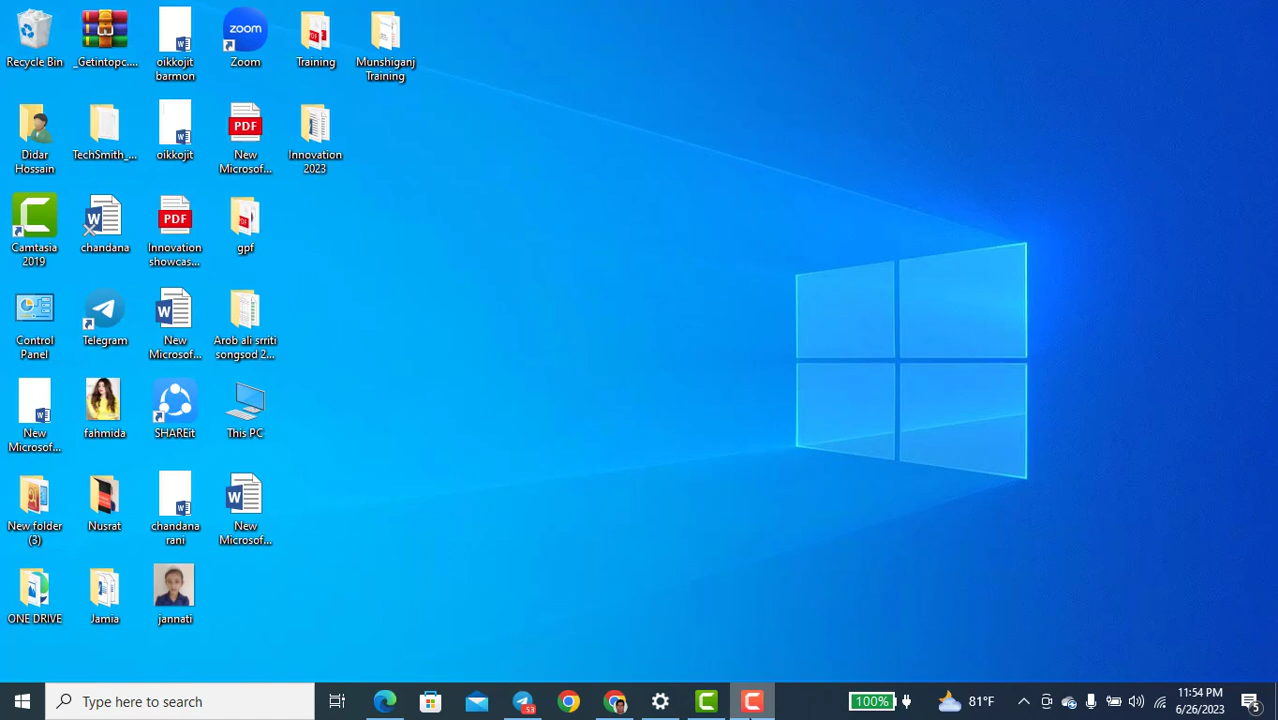 Recycle Bin
_Getintopc....
oikkojit
barmon
zoom
Zoom
Training
Munshiganj
Training
Didar
Hossain
TechSmith_...
oikkojit
PDF
New
Microsof...
Innovation
2023
Camtasia
2019
chandana
PDF
Innovation
showcas...
gpf
Control
Panel
Telegram
New
Microsof...
Arob ali srriti
songsod 2...
New
Microsof...
fahmida
SHAREit
This PC
New folder
(3)
Nusrat
chandana
rani
New
Microsof...
ONE DRIVE
Jamia
jannati
Type here to search
53
100%
81°F
11:54 PM
6/26/2023
5